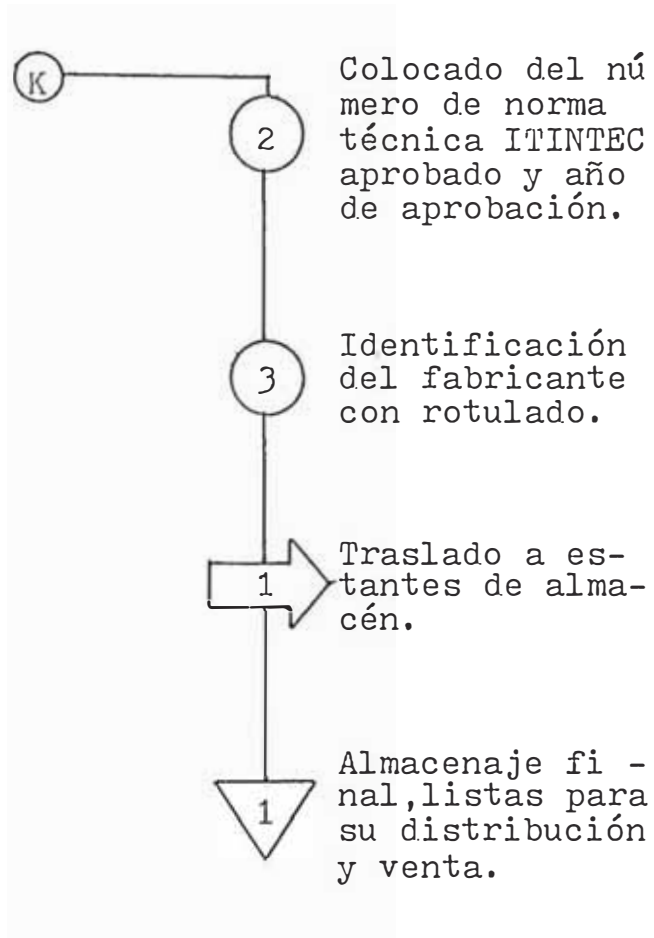 K
2
Colocado del nú
mero de norma
técnica ITINTEC
aprobado y año
de aprobación.
3
Identificación
del fabricante
con rotulado.
1
Traslado a es-
tantes de alma-
cén.
1
Almacenaje fi -
nal,listas para
su distribución
y venta.